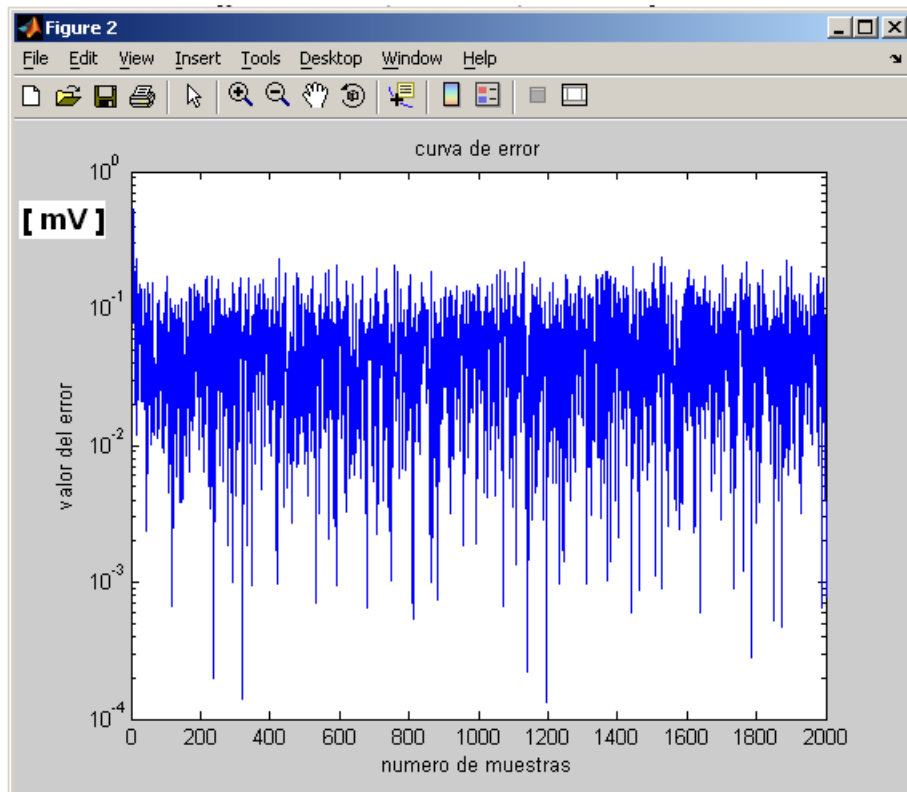 Figure 2
File Edit View Insert Tools Desktop Window Help
curva de error
[ mV ]
valor del error
10^0
10^-1
10^-2
10^-3
10^-4
0 200 400 600 800 1000 1200 1400 1600 1800 2000
numero de muestras